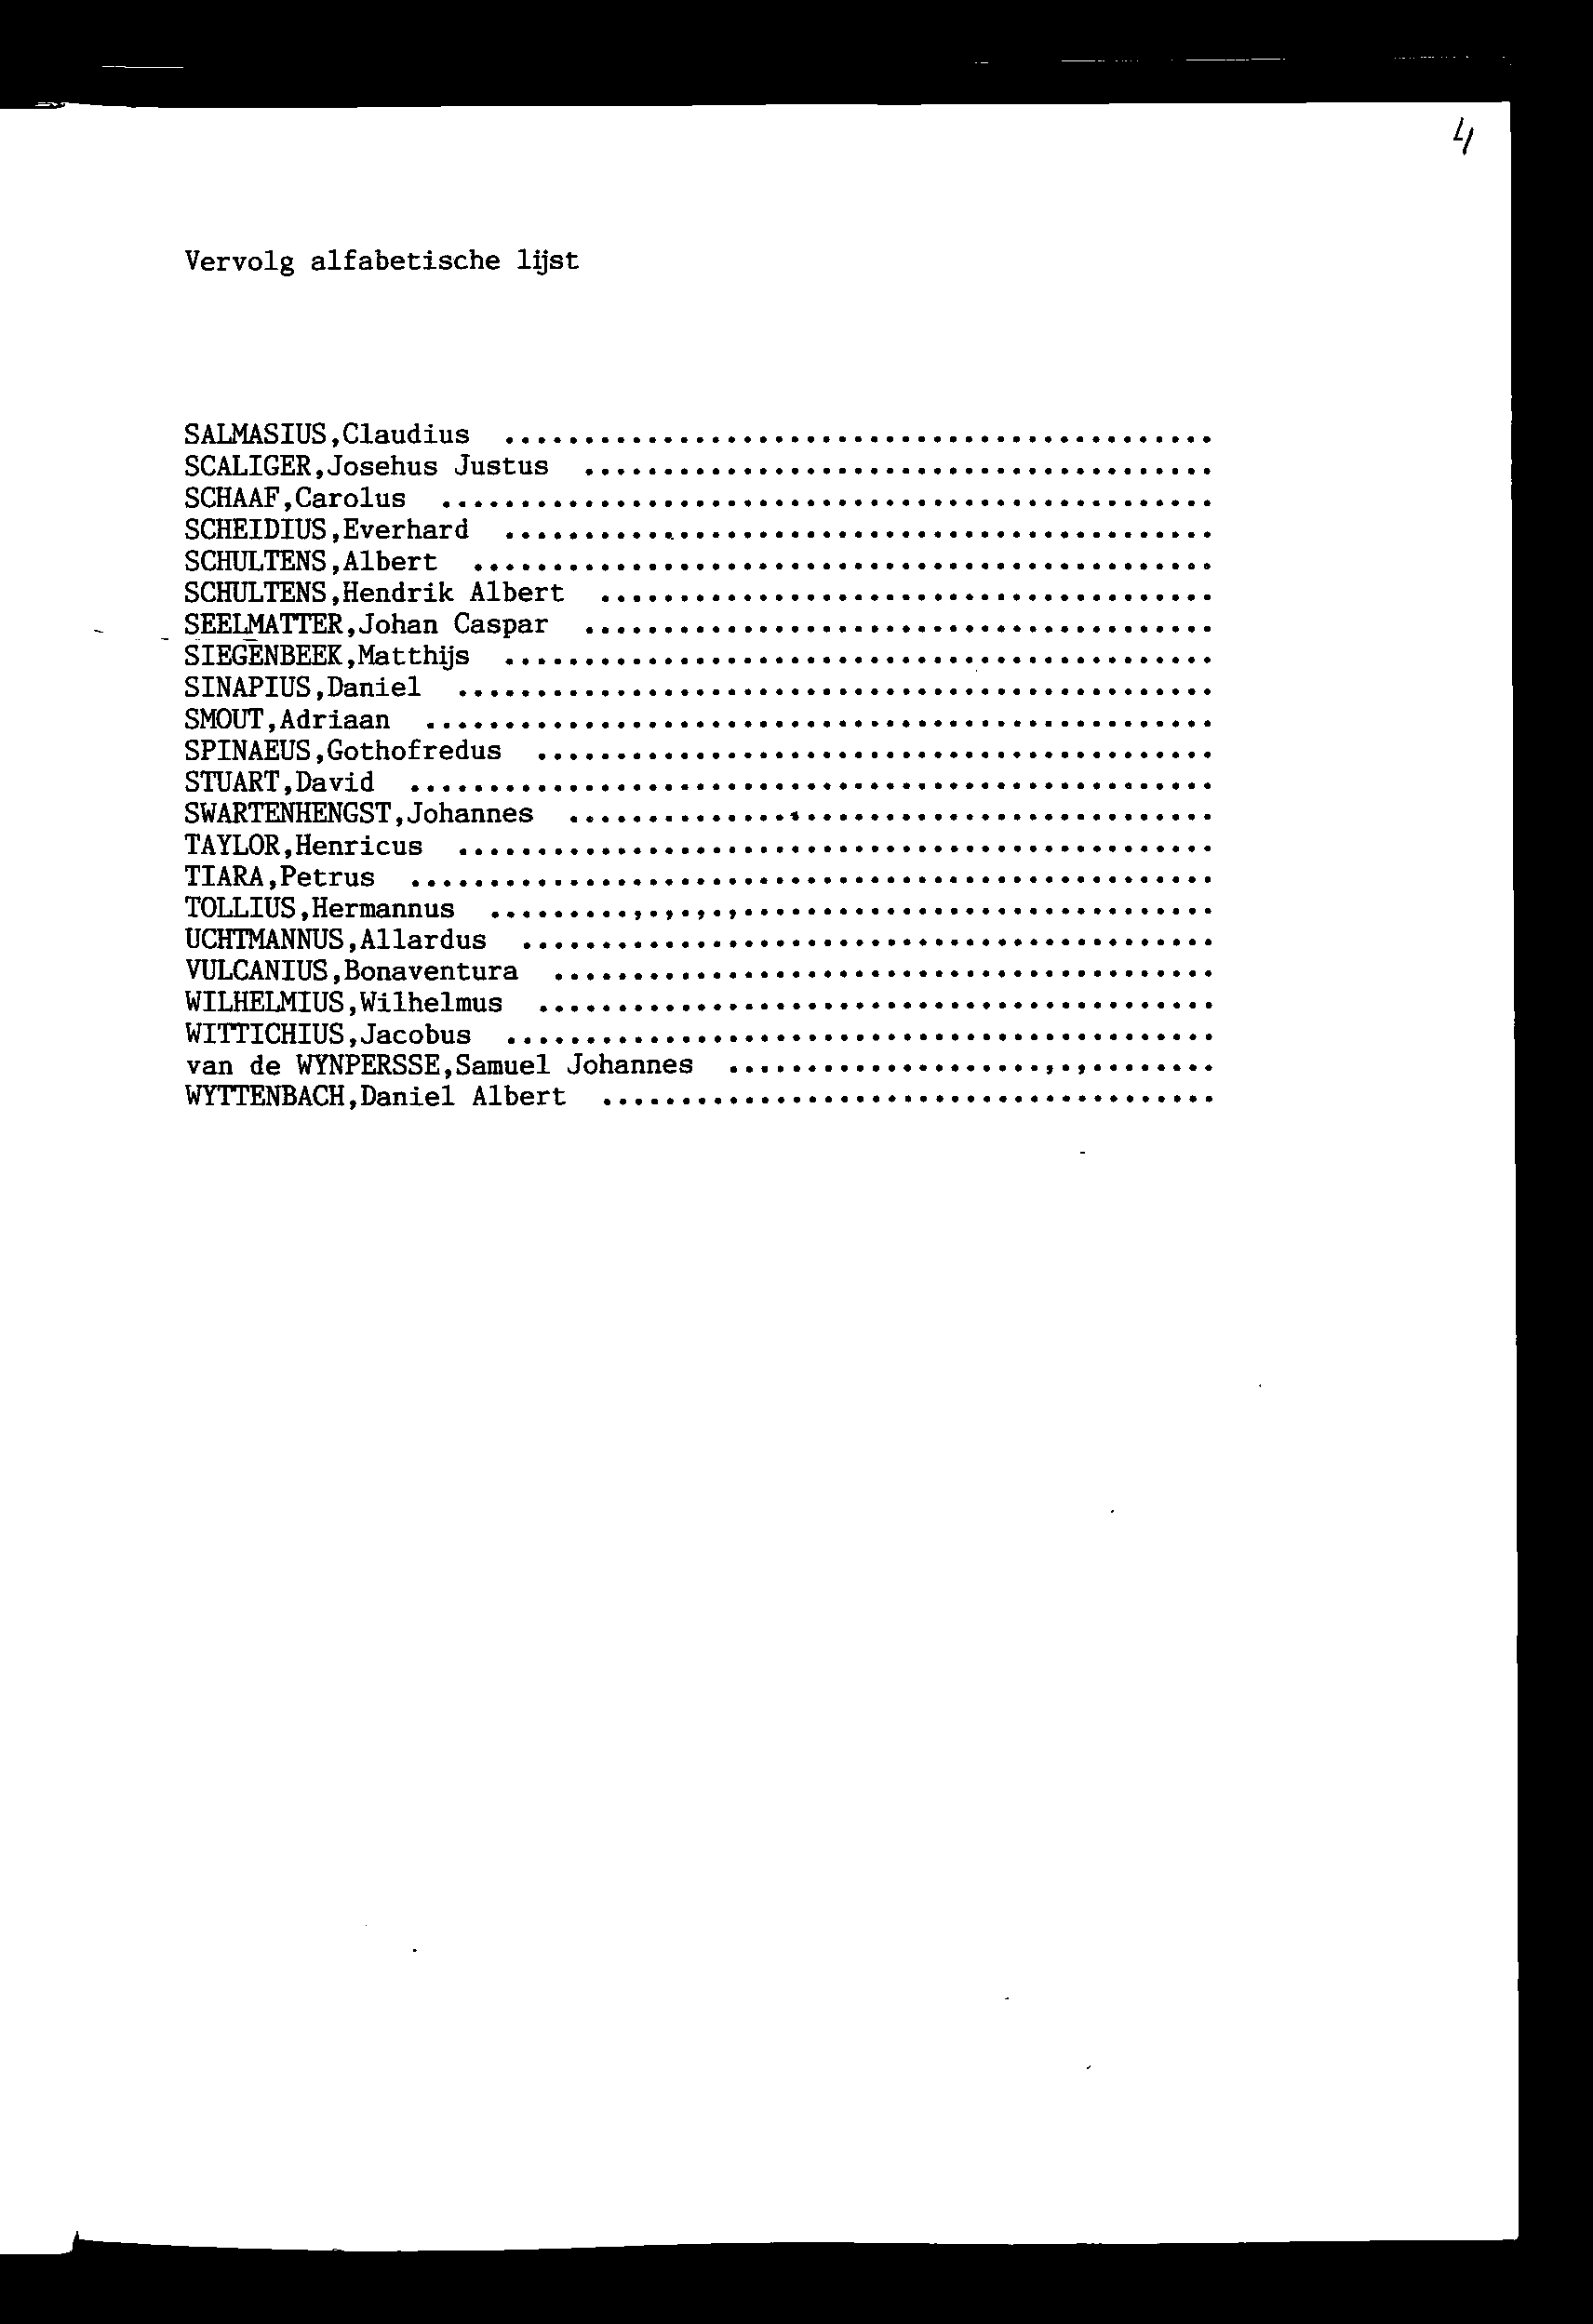 4
Vervolg alfabetische lijst
SALMASIUS,Claudius .............................................
SCALIGER,Josehus Justus ........................................
SCHAAF,Carolus .................................................
SCHEIDIUS,Everhard .............................................
SCHULTENS,Albert ...............................................
SCHULTENS,Hendrik Albert .......................................
SEELMATTER,Johan Caspar ........................................
SIEGENBEEK,Matthijs .............................................
SINAPIUS,Daniel ................................................
SMOUT,Adriaan ..................................................
SPINAEUS,Gothofredus ...........................................
STUART,David ...................................................
SWARTENHENGST,Johannes .........................................
TAYLOR,Henricus ................................................
TIARA,Petrus ...................................................
TOLLIUS,Hermannus .........,.,.,.,..............................
UCHTMANNUS,Allardus ............................................
VULCANIUS,Bonaventura ..........................................
WILHELMIUS,Wilhelmus ...........................................
WITTICHIUS,Jacobus .............................................
van de WYNPERSSE,Samuel Johannes ....................,.,........
WYTTENBACH,Daniel Albert .......................................